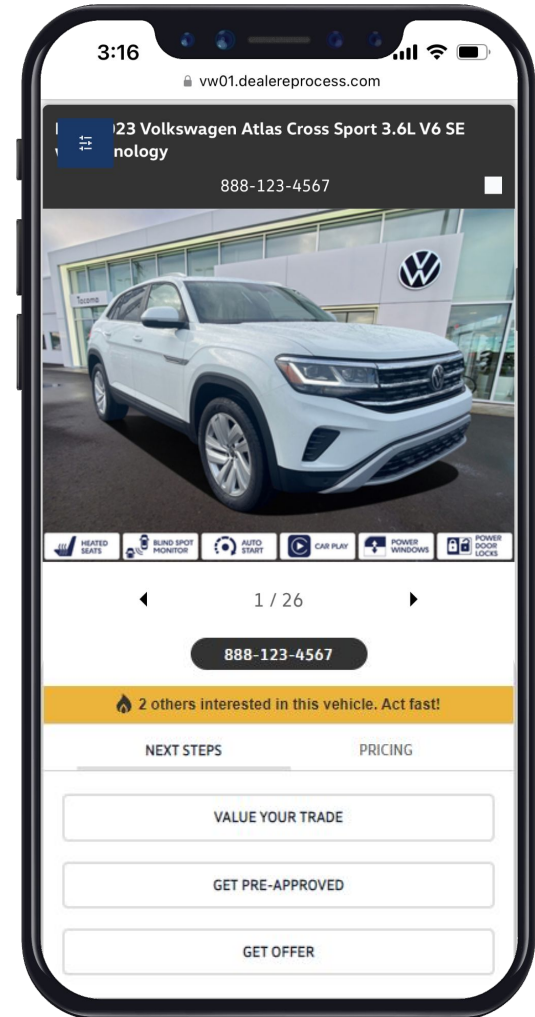 3:16
vw01.dealereprocess.com
23 Volkswagen Atlas Cross Sport 3.6L V6 SE
nology
888-123-4567
Tacoma
HEATED SEATS
BLIND SPOT MONITOR
AUTO START
CAR PLAY
POWER WINDOWS
POWER DOOR LOCKS
1 / 26
888-123-4567
2 others interested in this vehicle. Act fast!
NEXT STEPS PRICING
VALUE YOUR TRADE
GET PRE-APPROVED
GET OFFER